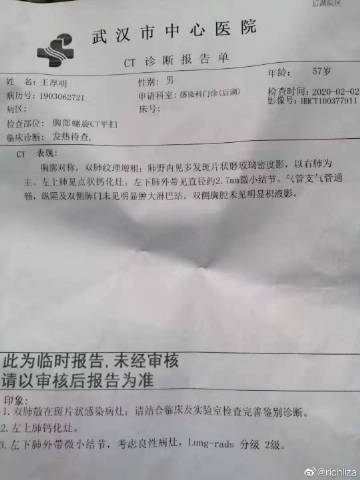 后湖院区
武汉市中心医院
CT 诊断报告单
姓名：王厚明 性别：男 年龄： 57岁
病历号：1903062721 申请科室：感染科门诊(后湖) 检查时间：2020-02-02
病区： 床号： 影像号：HHCT100377911
检查部位：胸部螺旋CT平扫
临床诊断：发热待查，
CT 表现：
胸廓对称，双肺纹理增粗；肺野内见多发斑片状磨玻璃密度影，以右肺为
主。左上肺见点状钙化灶。左下肺外带见直径约2.7mm微小结节。气管支气管通
畅，纵隔及双侧肺门未见明显肿大淋巴结。双侧胸腔未见明显积液影。
此为临时报告,未经审核
请以审核后报告为准
印象：
1.双肺散在斑片状感染病灶；请结合临床及实验室检查完善鉴别诊断。
2.左上肺钙化灶。
3.左下肺外带微小结节，考虑良性病灶，Lung-rads 分级 2级。
@richliza